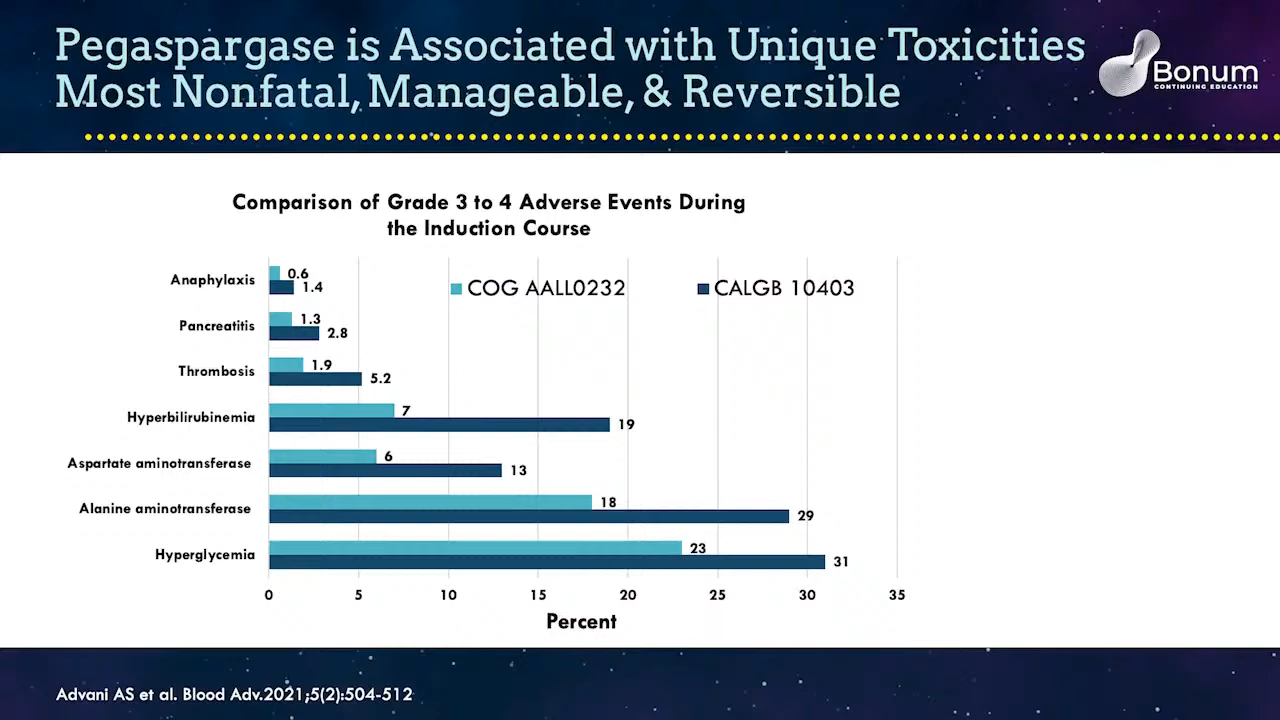 Pegaspargase is Associated with Unique Toxicities
Most Nonfatal, Manageable, & Reversible
Bonum
CONTINUING EDUCATION
Comparison of Grade 3 to 4 Adverse Events During
the Induction Course
COG AALL0232
CALGB 10403
Anaphylaxis
0.6
1.4
Pancreatitis
1.3
2.8
Thrombosis
1.9
5.2
Hyperbilirubinemia
7
19
Aspartate aminotransferase
6
13
Alanine aminotransferase
18
29
Hyperglycemia
23
31
0 5 10 15 20 25 30 35
Percent
Advani AS et al. Blood Adv.2021;5(2):504-512